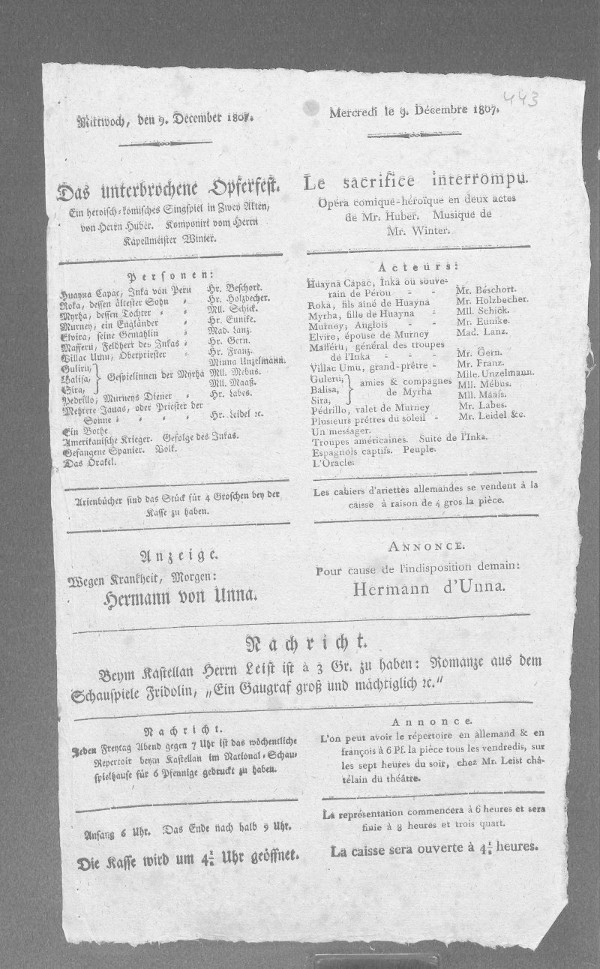 443
Mittwoch, den 9. December 1807.
Das unterbrochene Opferfest.
Ein heroisch-komisches Singspiel in Zwey Akten,
von Herrn Huber. Komponirt vom Herrn
Kapellmeister Winter.
Personen:
Huayna Capac, Inka von Peru Hr. Beschort.
Roka, dessen ältester Sohn Hr. Holzbecher.
Myrha, dessen Tochter Mll. Schick.
Murney, ein Engländer Hr. Eunike.
Elvira, seine Gemahlin Mad. Lanz.
Mafferu, Feldherr des Inkas Hr. Gern.
Villac Umu, Oberpriester Hr. Franz.
Guliru, Minna Unzelmann.
Balisa, Gespielinnen der Myrha Mll. Mebus.
Sira, Mll. Maaß.
Pedrillo, Murneys Diener Hr. Labes.
Mehrere Jauas, oder Priester der
Sonne Hr. Leidel ꝛc.
Ein Bothe.
Amerikanische Krieger. Gefolge des Inkas.
Gefangene Spanier. Volk.
Das Orakel.
Arienbücher sind das Stück für 4 Groschen bey der
Kasse zu haben.
Anzeige.
Wegen Krankheit, Morgen:
Hermann von Unna.
Mercredi le 9. Décembre 1807.
Le sacrifice interrompu.
Opéra comique-héroïque en deux actes
de Mr. Huber. Musique de
Mr. Winter.
Acteurs:
Huayna Capac, Inka ou souve-
rain de Pérou - - Mr. Béschort.
Roka, fils ainé de Huayna Mr. Holzbecher.
Myrha, fille de Huayna - Mll. Schick.
Murney, Anglois - - Mr. Eunike.
Elvire, épouse de Murney Mad. Lanz.
Mafféru, général des troupes
de l'Inka - - - Mr. Gern.
Villac Umu, grand-prêtre - Mr. Franz.
Guleru, Mlle. Unzelmann.
Balisa, amies & compagnes Mll. Mébus.
Sira, de Myrha Mll. Maaß.
Pédrillo, valet de Murney Mr. Labes.
Plusieurs prêttres du soleil - Mr. Leidel &c.
Un messager.
Troupes américaines. Suite de l'Inka.
Espagnols captifs. Peuple.
L'Oracle.
Les cahiers d'ariettes allemandes se vendent à la
caisse à raison de 4 gros la pièce.
Annonce.
Pour cause de l'indisposition demain:
Hermann d'Unna.
Nachricht.
Beym Kastellan Herrn Leist ist à 3 Gr. zu haben: Romanze aus dem
Schauspiele Fridolin, „Ein Gaugraf groß und mächtiglich ꝛc.“
Nachricht.
Jeden Freytag Abend gegen 7 Uhr ist das wöchentliche
Repertoir beym Kastellan im National-Schau-
spielhause für 6 Pfennige gedruckt zu haben.
Anfang 6 Uhr. Das Ende nach halb 9 Uhr.
Die Kasse wird um 4½ Uhr geöffnet.
Annonce.
L'on peut avoir le répertoire en allemand & en
françois à 6 Pf. la pièce tous les vendredis, sur
les sept heures du soir, chez Mr. Leist châ-
télain du théatre.
La représentation commencera à 6 heures et sera
finie à 8 heures et trois quart.
La caisse sera ouverte à 4½ heures.